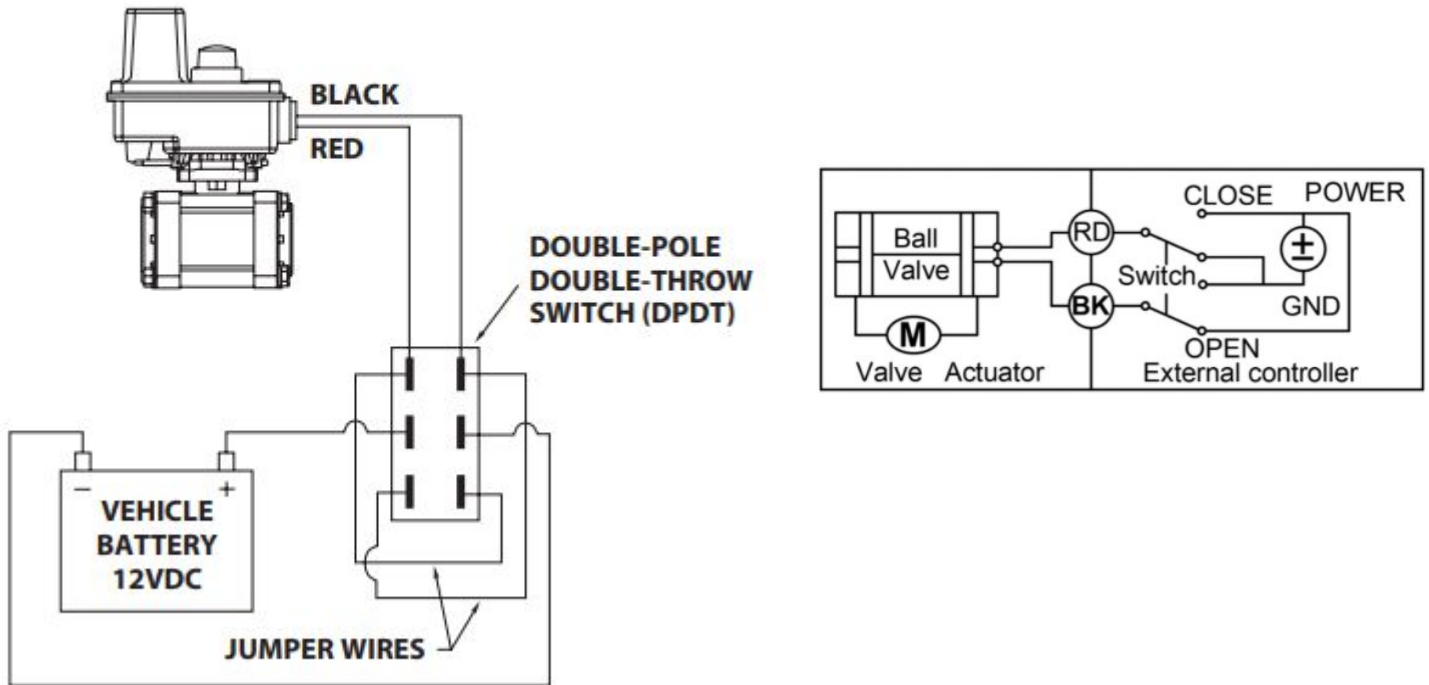 BLACK
RED
DOUBLE-POLE
DOUBLE-THROW
SWITCH (DPDT)
− +
VEHICLE
BATTERY
12VDC
JUMPER WIRES
CLOSE POWER
RD
Ball
Valve
Switch
±
BK
GND
M
OPEN
Valve Actuator
External controller